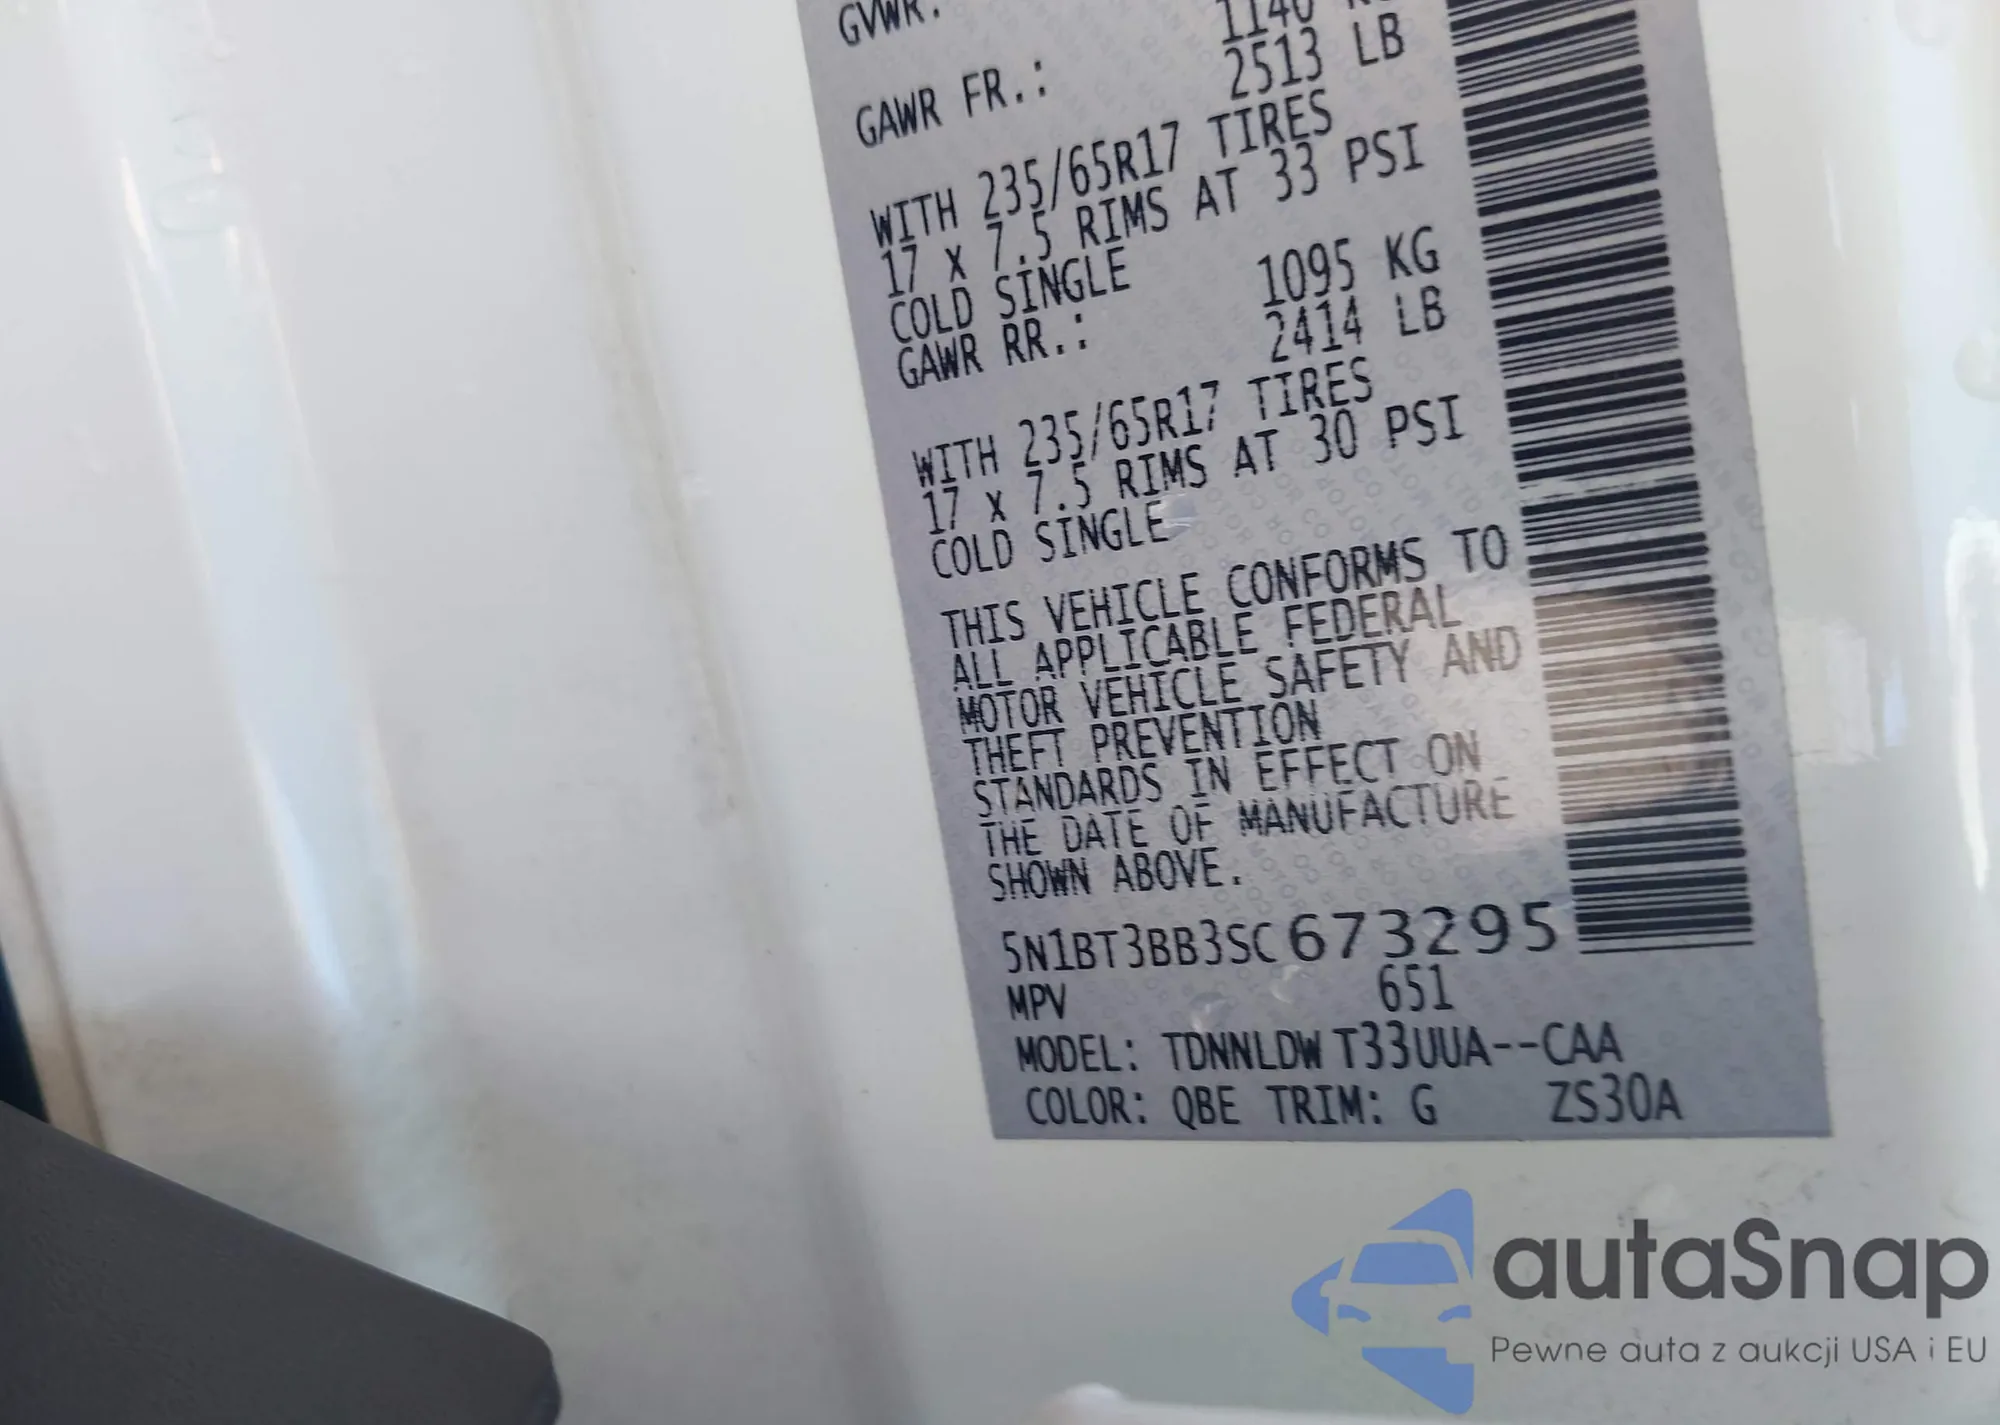 GVWR:
1140 KG
GAWR FR.: 2513 LB
WITH 235/65R17 TIRES
17 x 7.5 RIMS AT 33 PSI
COLD SINGLE
GAWR RR.: 1095 KG
2414 LB
WITH 235/65R17 TIRES
17 x 7.5 RIMS AT 30 PSI
COLD SINGLE
THIS VEHICLE CONFORMS TO
ALL APPLICABLE FEDERAL
MOTOR VEHICLE SAFETY AND
THEFT PREVENTION
STANDARDS IN EFFECT ON
THE DATE OF MANUFACTURE
SHOWN ABOVE.
5N1BT3BB3SC673295
MPV 651
MODEL: TDNNLDW T33UUA--CAA
COLOR: QBE TRIM: G ZS30A
autaSnap
Pewne auta z aukcji USA i EU